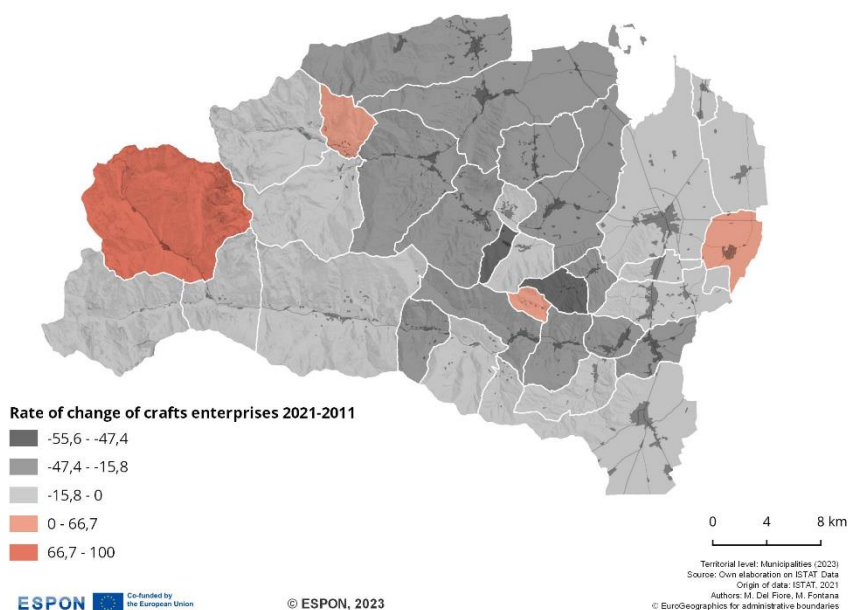 Rate of change of crafts enterprises 2021-2011
-55,6 - -47,4
-47,4 - -15,8
-15,8 - 0
0 - 66,7
66,7 - 100
0 4 8 km
Territorial level: Municipalities (2023)
Source: Own elaboration on ISTAT Data
Origin of data: ISTAT, 2021
Authors: M. Del Fiore, M. Fontana
© EuroGeographics for administrative boundaries
ESPON
Co-funded by
the European Union
© ESPON, 2023